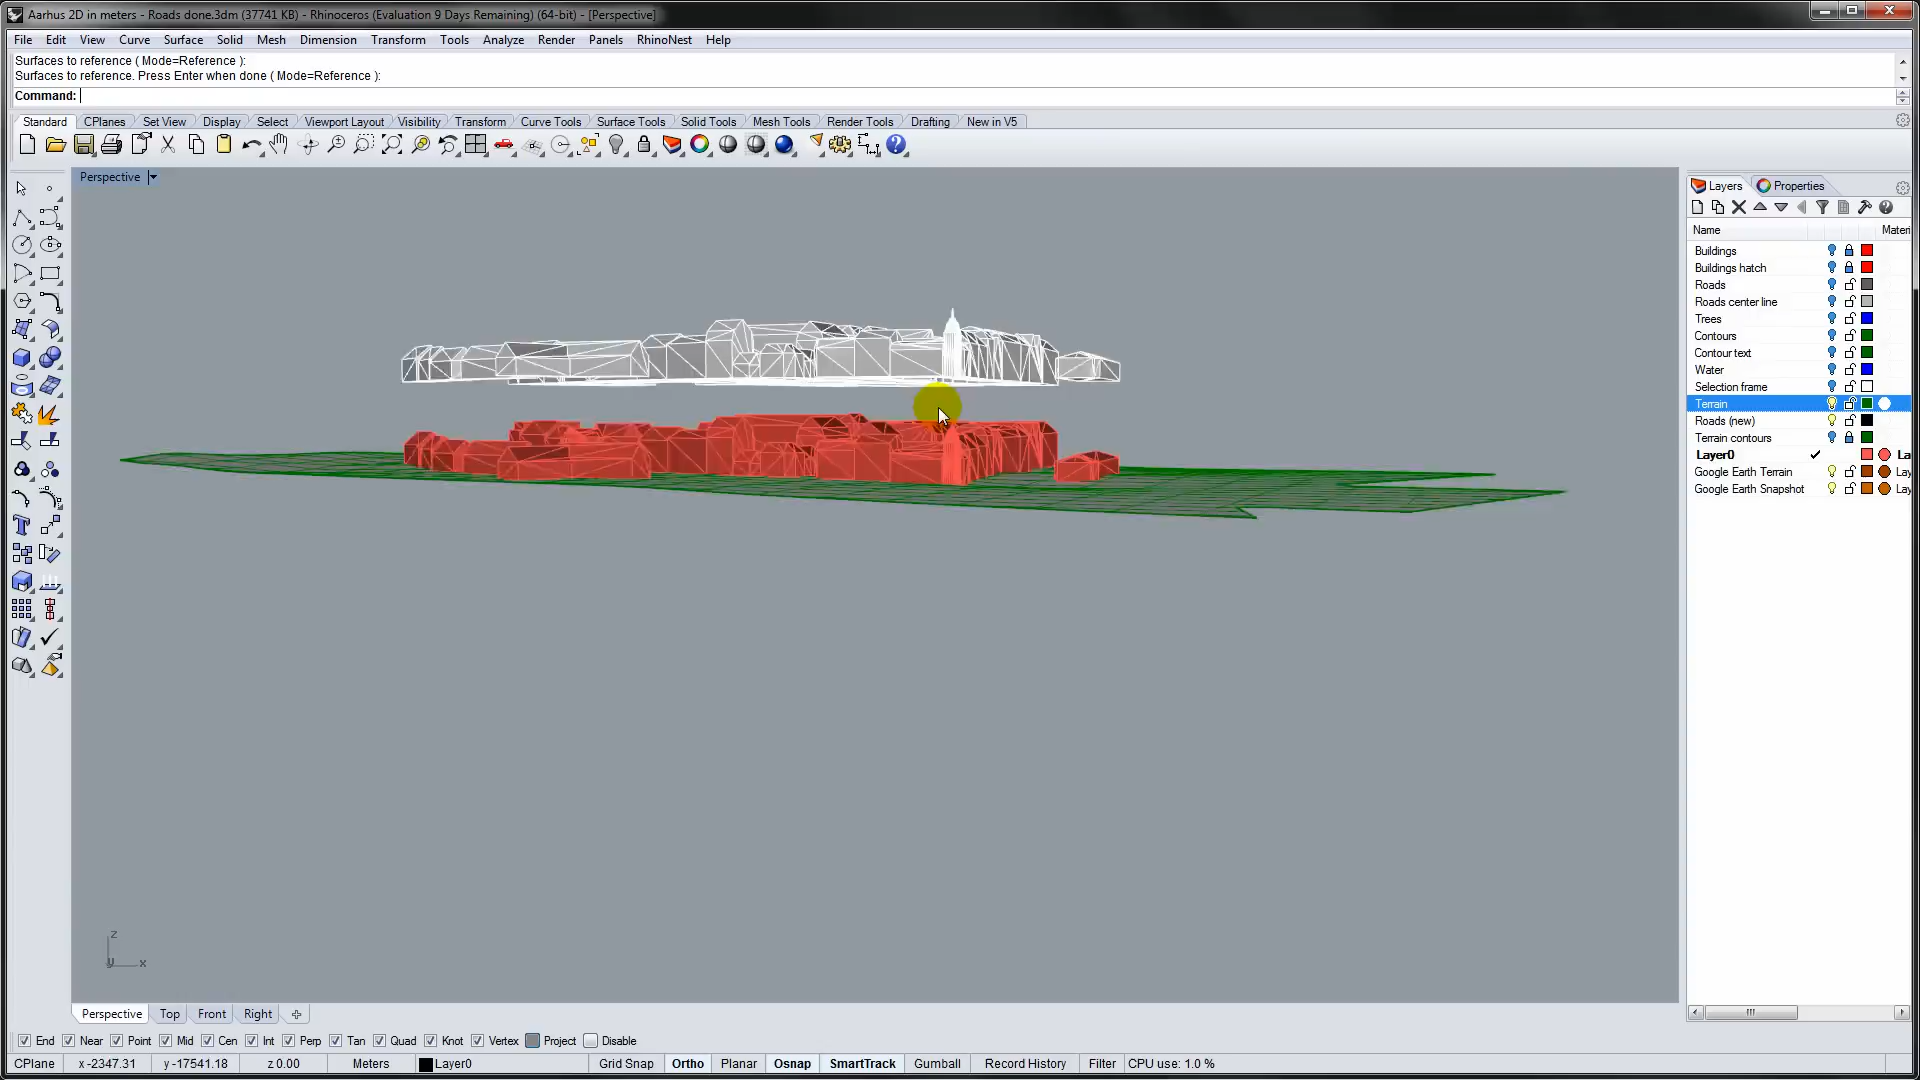 Aarhus 2D in meters - Roads done.3dm (37741 KB) - Rhinoceros (Evaluation 9 Days Remaining) (64-bit) - [Perspective]
File Edit View Curve Surface Solid Mesh Dimension Transform Tools Analyze Render Panels RhinoNest Help
Surfaces to reference ( Mode=Reference ):
Surfaces to reference. Press Enter when done ( Mode=Reference ):
Command:
Standard CPlanes Set View Display Select Viewport Layout Visibility Transform Curve Tools Surface Tools Solid Tools Mesh Tools Render Tools Drafting New in V5
Perspective
Layers Properties
Name Materi
Buildings
Buildings hatch
Roads
Roads center line
Trees
Contours
Contour text
Water
Selection frame
Terrain
Roads (new)
Terrain contours
Layer0 La
Google Earth Terrain Lay
Google Earth Snapshot Lay
z
y x
Perspective Top Front Right
End Near Point Mid Cen Int Perp Tan Quad Knot Vertex Project Disable
CPlane x -2347.31 y -17541.18 z 0.00 Meters Layer0 Grid Snap Ortho Planar Osnap SmartTrack Gumball Record History Filter CPU use: 1.0 %